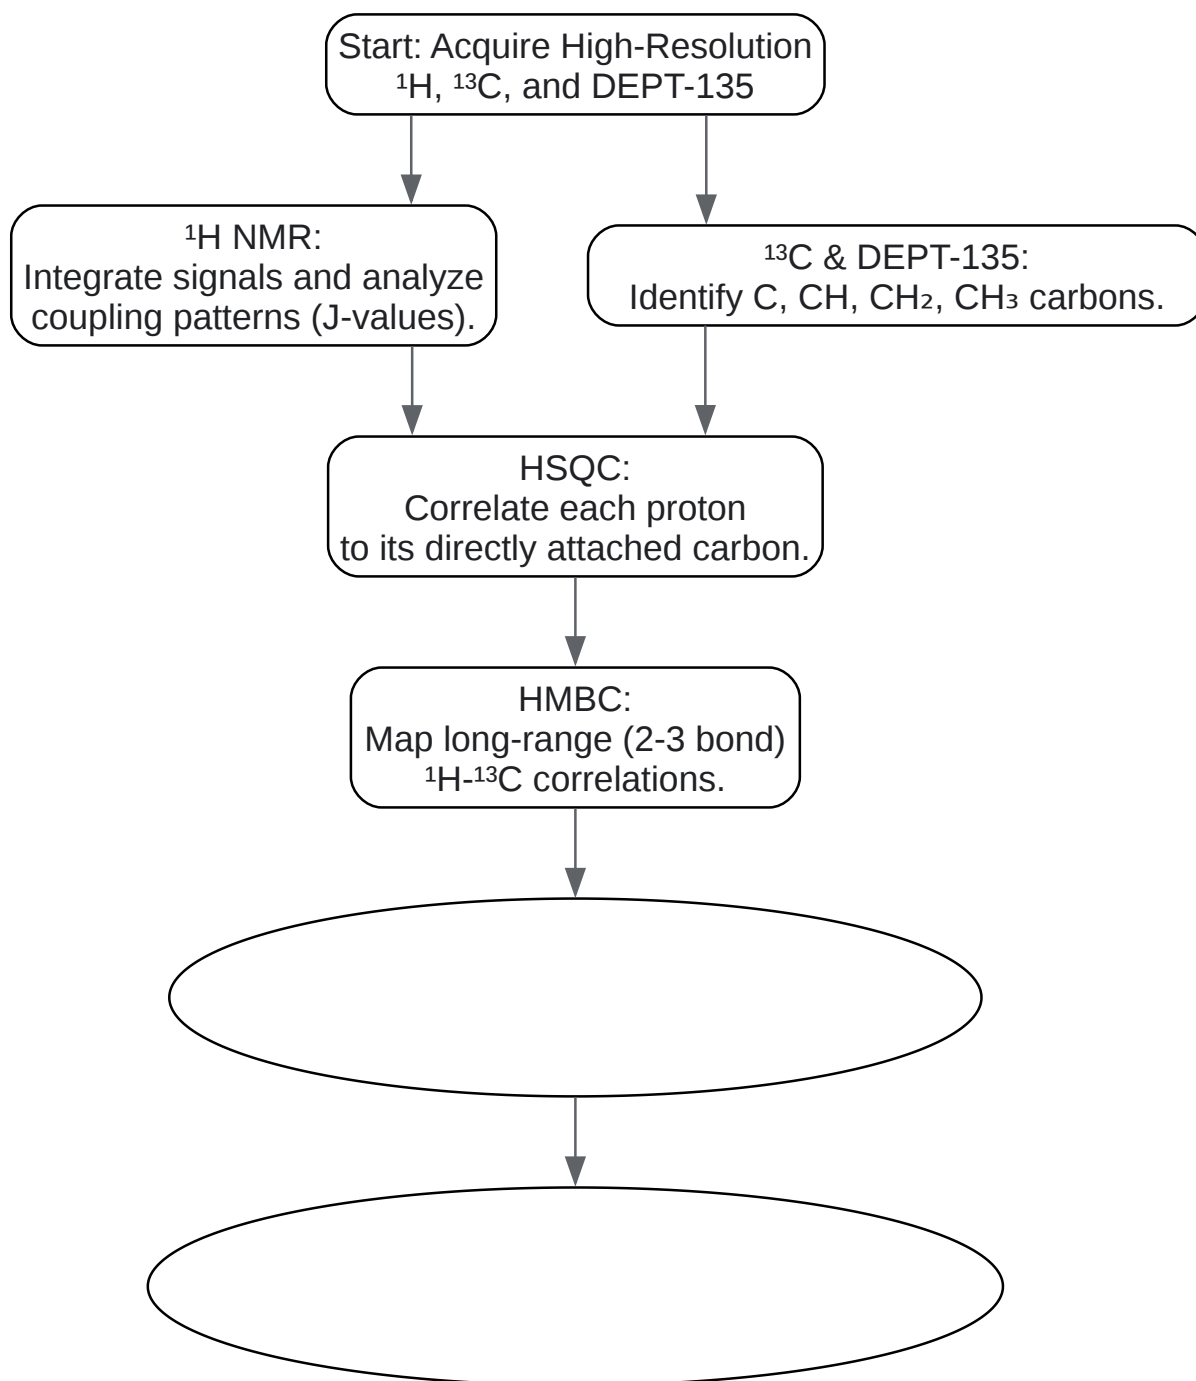 Start: Acquire High-Resolution
¹H, ¹³C, and DEPT-135
¹H NMR:
Integrate signals and analyze
coupling patterns (J-values).
¹³C & DEPT-135:
Identify C, CH, CH₂, CH₃ carbons.
HSQC:
Correlate each proton
to its directly attached carbon.
HMBC:
Map long-range (2-3 bond)
¹H-¹³C correlations.